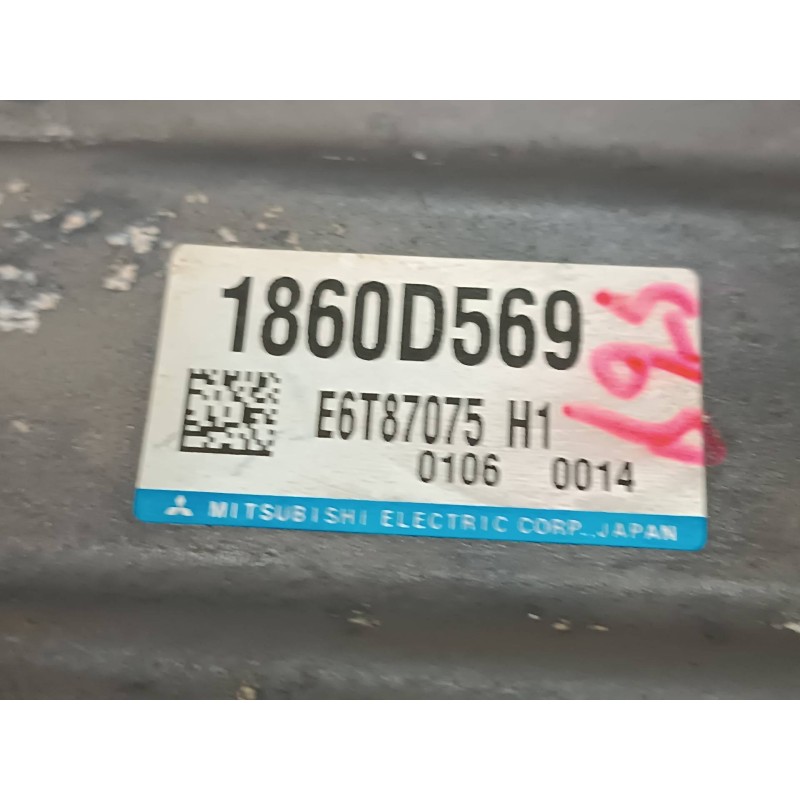 1860D569
E6T87075 H1
0106 0014
MITSUBISHI ELECTRIC CORP.,JAPAN